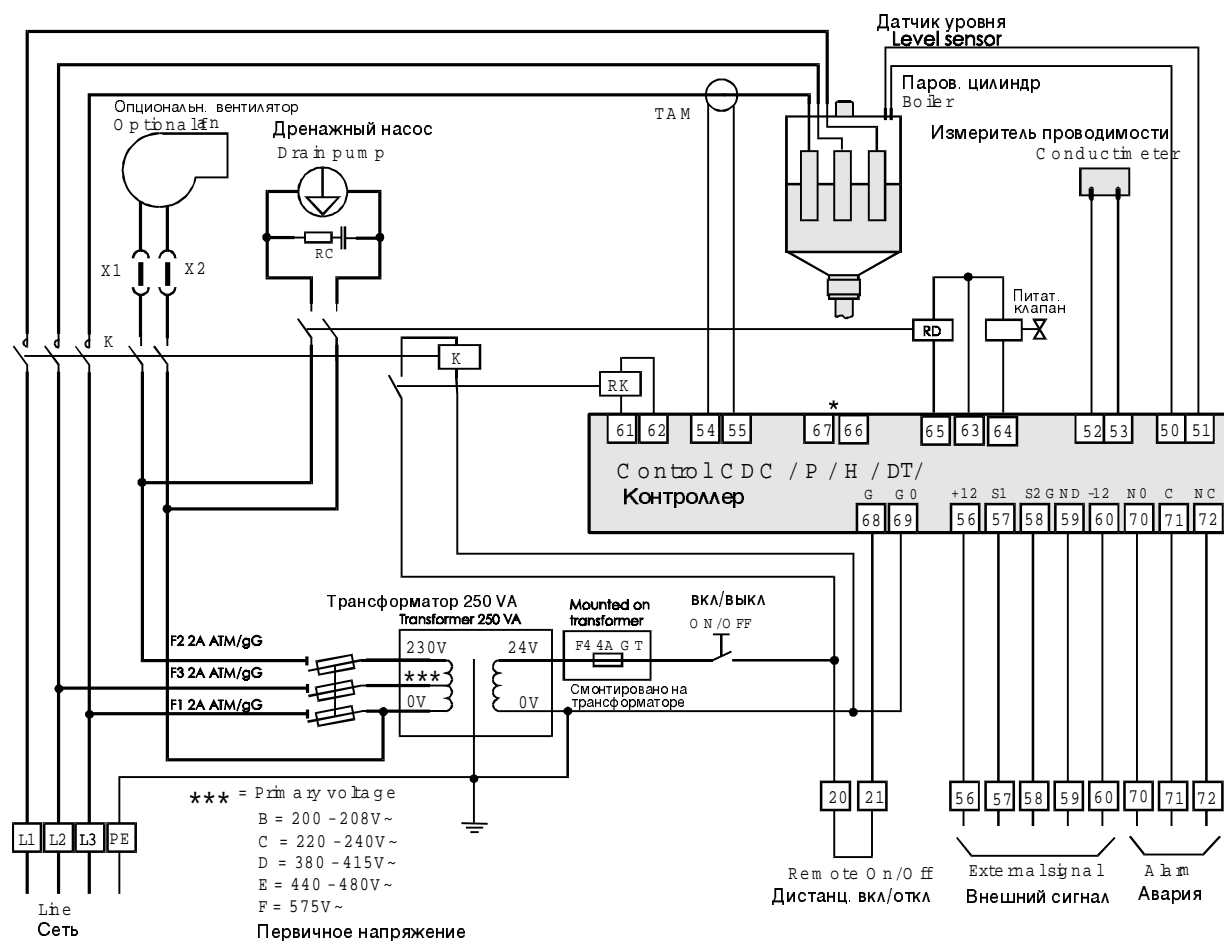 Датчик уровня
Level sensor
Паров. цилиндр
Boiler
TAM
Измеритель проводимости
Conductimeter
Опциональн. вентилятор
Optional fan
Дренажный насос
Drain pump
RC
X1
X2
Питат.
клапан
RD
K
K
RK
*
61 62 54 55 67 66 65 63 64 52 53 50 51
Control CDC /P/H/DT/
Контроллер
G G0 +12 S1 S2 GND -12 N0 C NC
68 69 56 57 58 59 60 70 71 72
Трансформатор 250 VA
Transformer 250 VA
Mounted on
transformer
ВКЛ/ВЫКЛ
ON/OFF
F2 2A ATM/gG
230V
24V
F4 4A GT
F3 2A ATM/gG
***
Смонтировано на
трансформаторе
F1 2A ATM/gG
0V
0V
*** = Primary voltage
B = 200 -208V~
C = 220 -240V~
D = 380 -415V~
E = 440 -480V~
F = 575V~
Первичное напряжение
20 21 56 57 58 59 60 70 71 72
L1 L2 L3 PE
Line
Сеть
Remote On/Off
Дистанц. вкл/откл
External signal
Внешний сигнал
Alarm
Авария